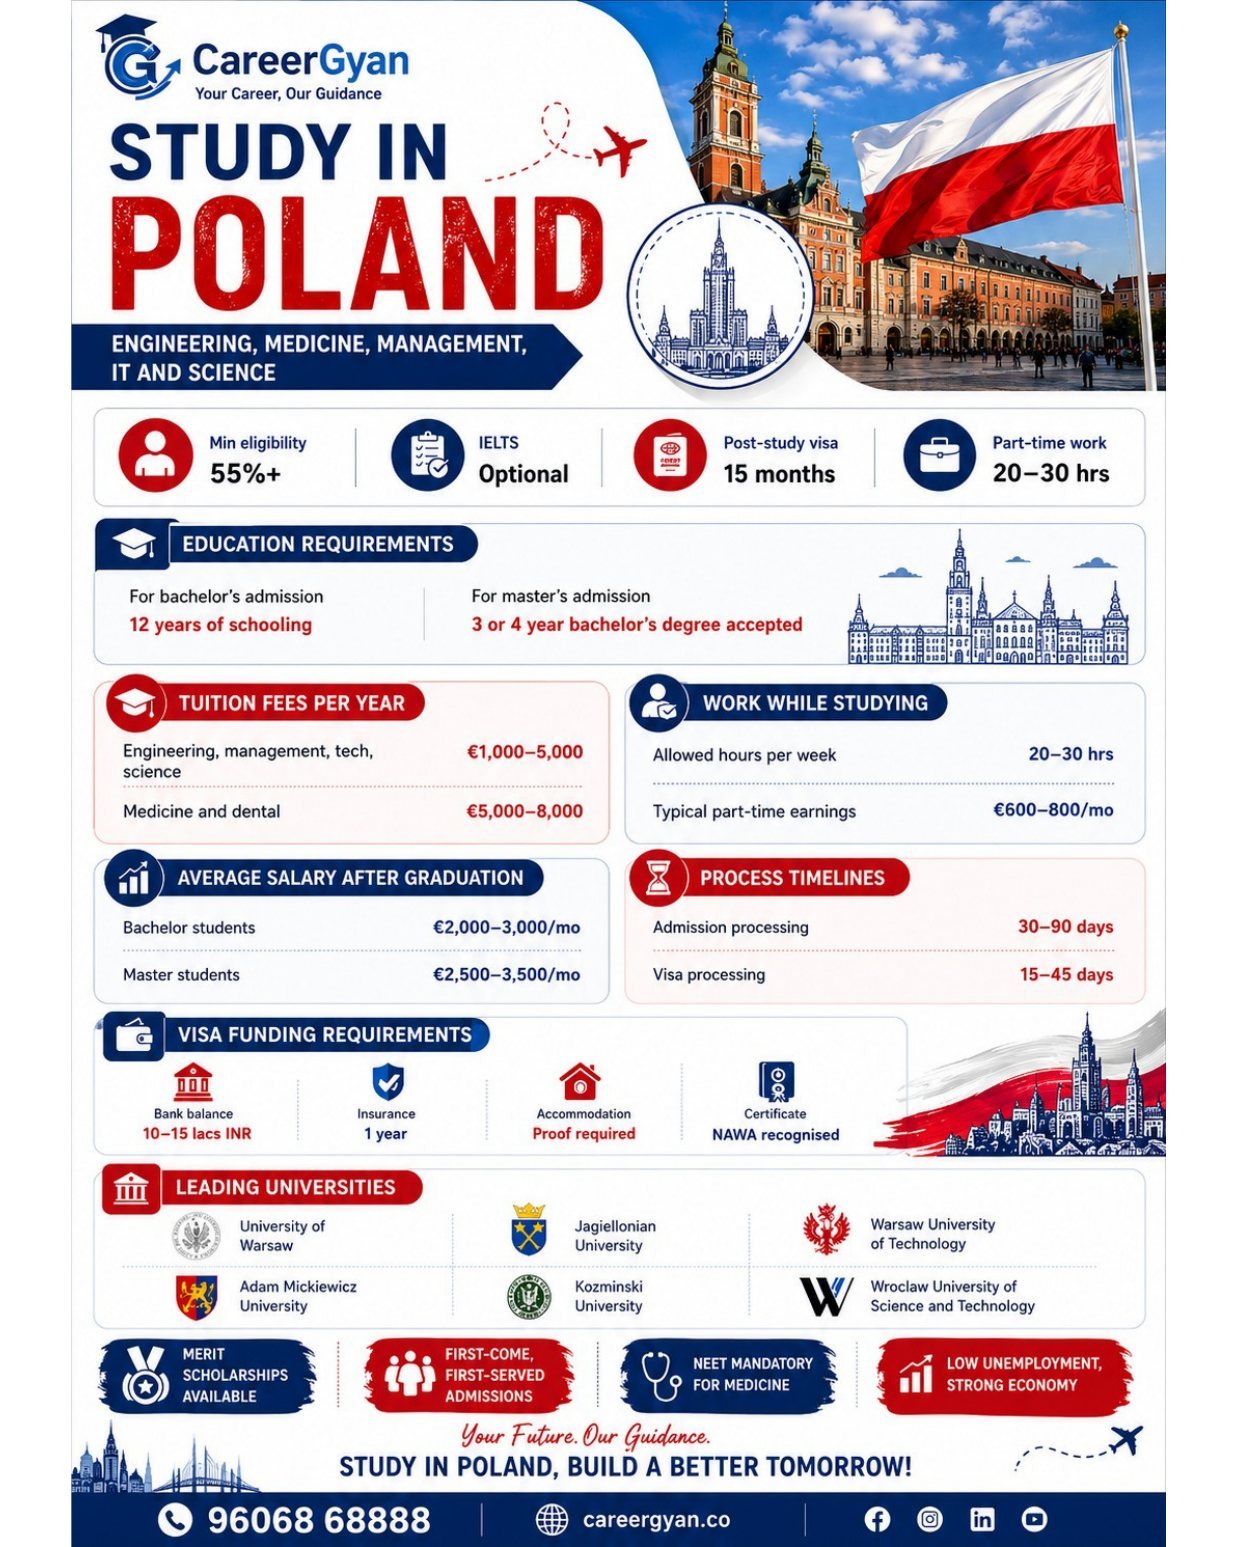 CareerGyan
Your Career, Our Guidance
STUDY IN
POLAND
ENGINEERING, MEDICINE, MANAGEMENT,
IT AND SCIENCE
Min eligibility
55%+
IELTS
Optional
Post-study visa
15 months
Part-time work
20–30 hrs
EDUCATION REQUIREMENTS
For bachelor's admission
12 years of schooling
For master's admission
3 or 4 year bachelor's degree accepted
TUITION FEES PER YEAR
Engineering, management, tech,
science
€1,000–5,000
Medicine and dental
€5,000–8,000
WORK WHILE STUDYING
Allowed hours per week
20–30 hrs
Typical part-time earnings
€600–800/mo
AVERAGE SALARY AFTER GRADUATION
Bachelor students
€2,000–3,000/mo
Master students
€2,500–3,500/mo
PROCESS TIMELINES
Admission processing
30–90 days
Visa processing
15–45 days
VISA FUNDING REQUIREMENTS
Bank balance
10–15 lacs INR
Insurance
1 year
Accommodation
Proof required
Certificate
NAWA recognised
LEADING UNIVERSITIES
University of
Warsaw
Jagiellonian
University
Warsaw University
of Technology
Adam Mickiewicz
University
Kozminski
University
Wroclaw University of
Science and Technology
MERIT
SCHOLARSHIPS
AVAILABLE
FIRST-COME,
FIRST-SERVED
ADMISSIONS
NEET MANDATORY
FOR MEDICINE
LOW UNEMPLOYMENT,
STRONG ECONOMY
Your Future. Our Guidance.
STUDY IN POLAND, BUILD A BETTER TOMORROW!
96068 68888
careergyan.co